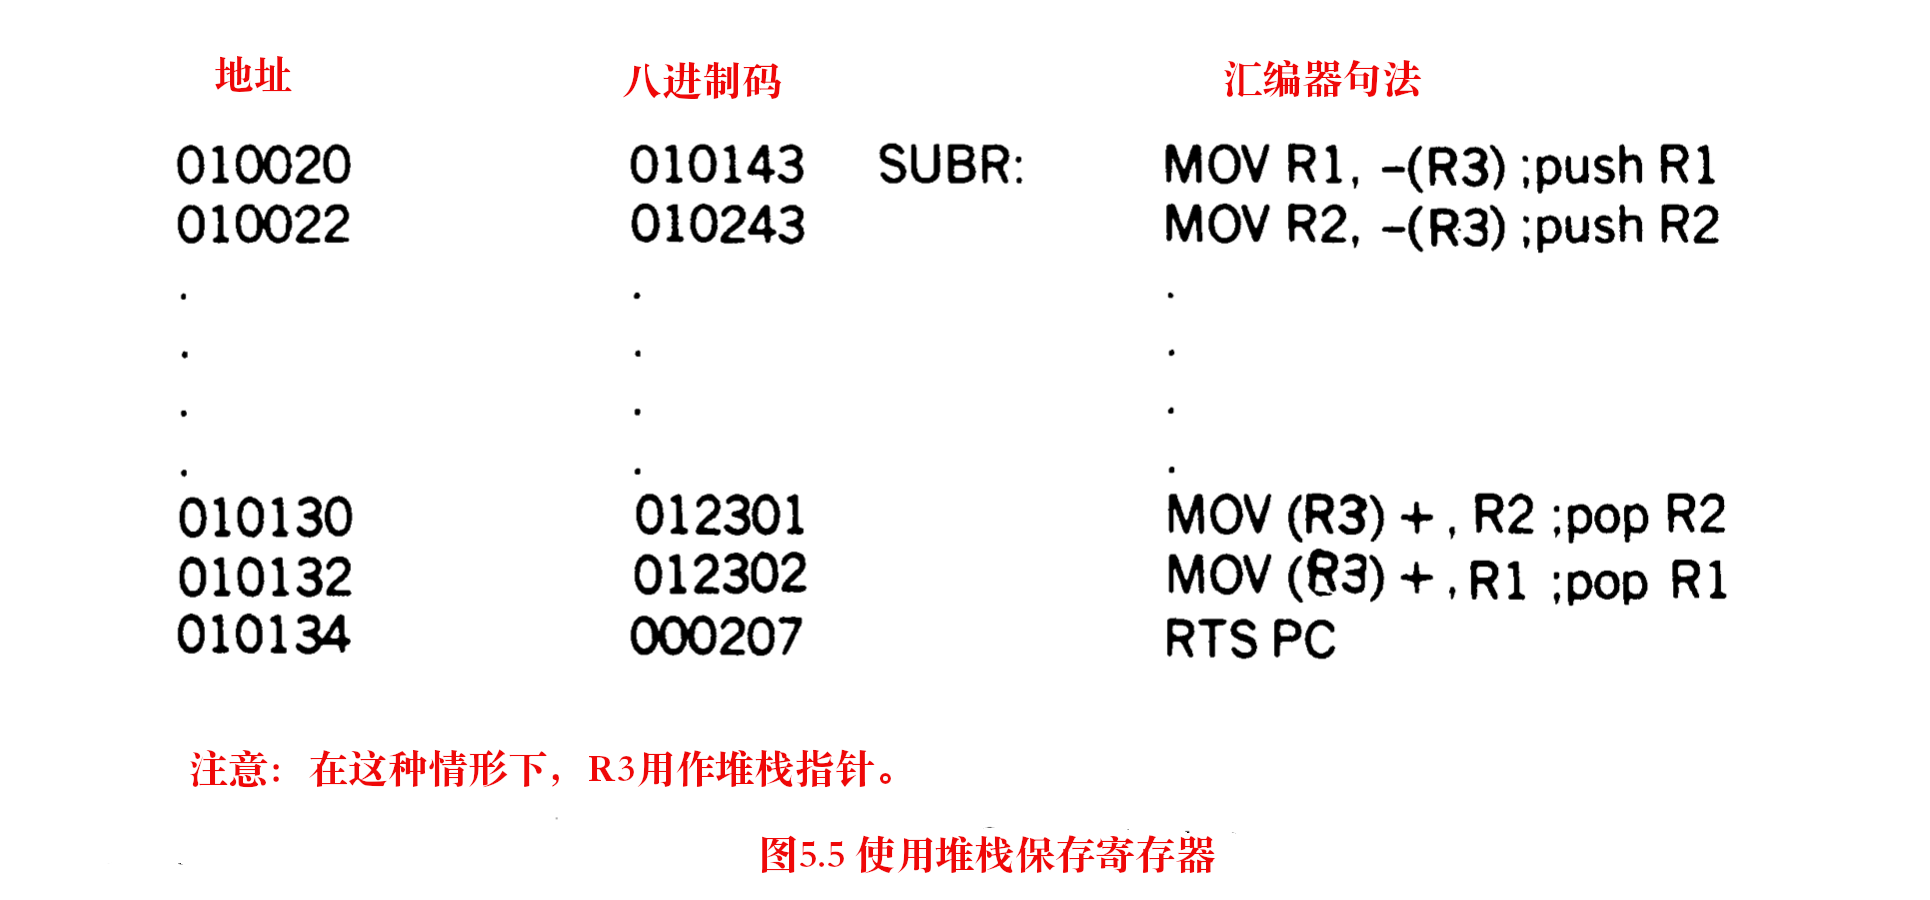 地址 八进制码 汇编器句法
010020 010143 SUBR: MOV R1, -(R3) ;push R1
010022 010243 MOV R2, -(R3) ;push R2
. . .
. . .
. . .
. . .
010130 012301 MOV (R3) + , R2 ;pop R2
010132 012302 MOV (R3) + , R1 ;pop R1
010134 000207 RTS PC
注意: 在这种情形下，R3用作堆栈指针。
图5.5 使用堆栈保存寄存器